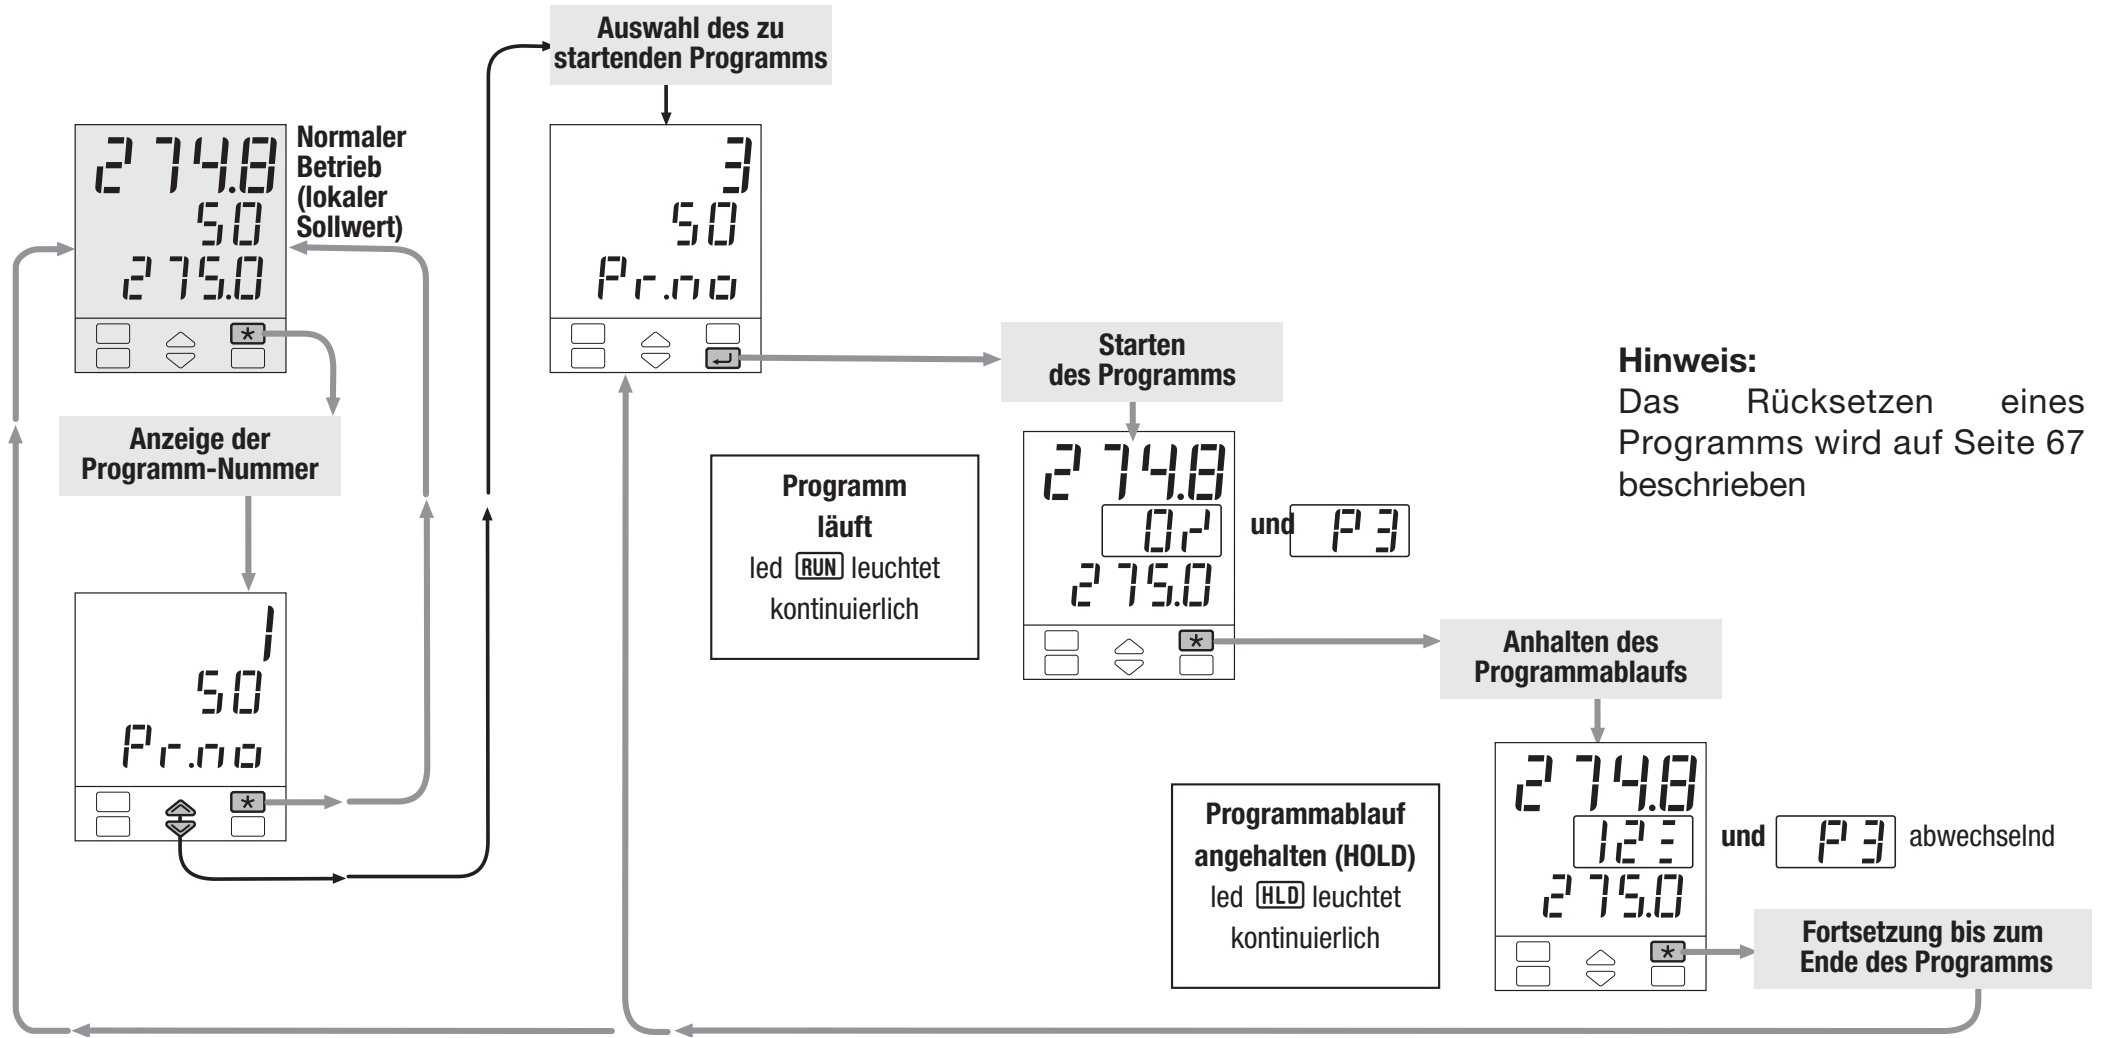 Auswahl des zu
startenden Programms
274.8
50
275.0
*
Normaler
Betrieb
(lokaler
Sollwert)
3
50
Pr.no
Anzeige der
Programm-Nummer
1
50
Pr.no
*
Starten
des Programms
Programm
läuft
led RUN leuchtet
kontinuierlich
274.8
275.0
*
und P3
Hinweis:
Das Rücksetzen eines
Programms wird auf Seite 67
beschrieben
Anhalten des
Programmablaufs
Programmablauf
angehalten (HOLD)
led HLD leuchtet
kontinuierlich
274.8
12
275.0
*
und P3 abwechselnd
Fortsetzung bis zum
Ende des Programms